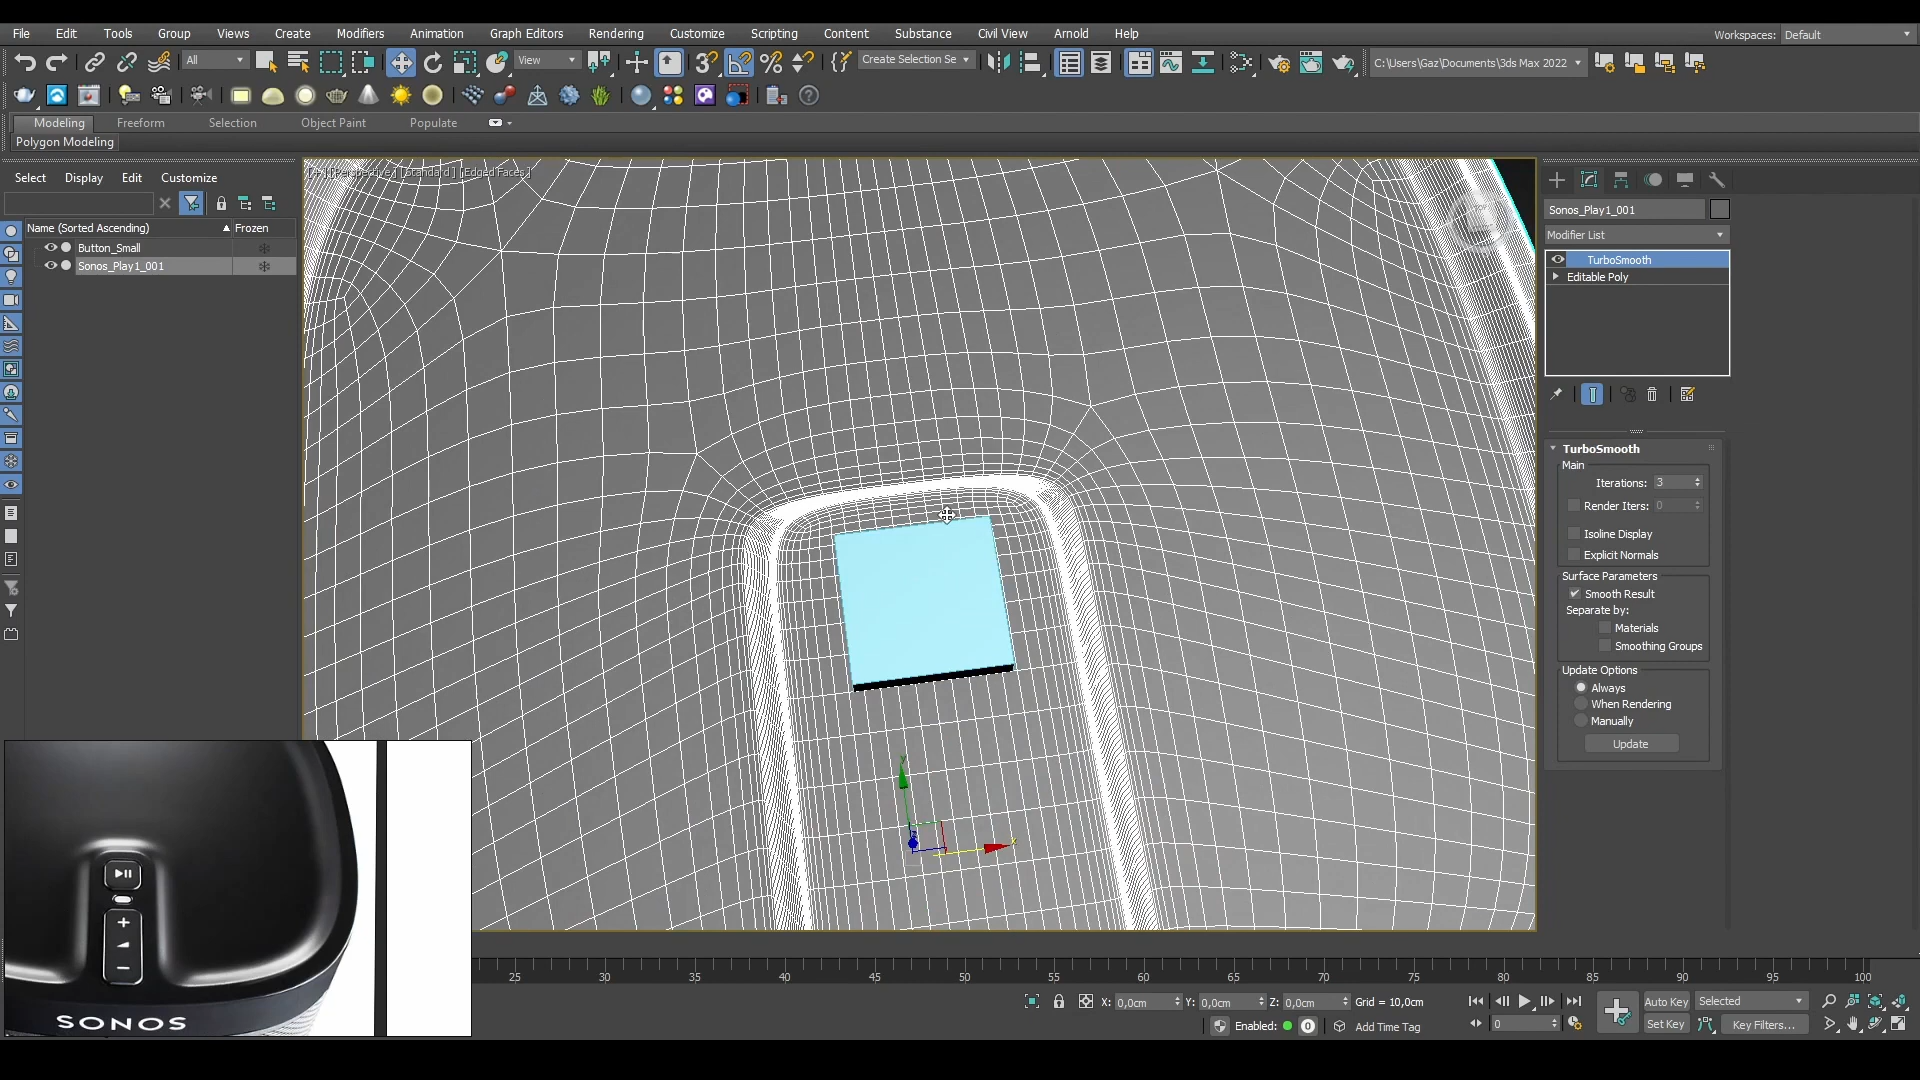 File Edit Tools Group Views Create Modifiers Animation Graph Editors Rendering Customize Scripting Content Substance Civil View Arnold Help
Workspaces: Default
All
View
Create Selection Se
C:\Users\Gaz\Documents\3ds Max 2022
Modeling Freeform Selection Object Paint Populate
Polygon Modeling
Select Display Edit Customize
Name (Sorted Ascending) Frozen
Button_Small
Sonos_Play1_001
[+] [Perspective] [Standard] [Edged Faces]
Sonos_Play1_001
Modifier List
TurboSmooth
Editable Poly
TurboSmooth
Main
Iterations: 3
Render Iters: 0
Isoline Display
Explicit Normals
Surface Parameters
Smooth Result
Separate by:
Materials
Smoothing Groups
Update Options
Always
When Rendering
Manually
Update
SONOS
25 30 35 40 45 50 55 60 65 70 75 80 85 90 95 100
X: 0,0cm Y: 0,0cm Z: 0,0cm Grid = 10,0cm
Enabled: 0 Add Time Tag
0
Auto Key Selected
Set Key Key Filters...